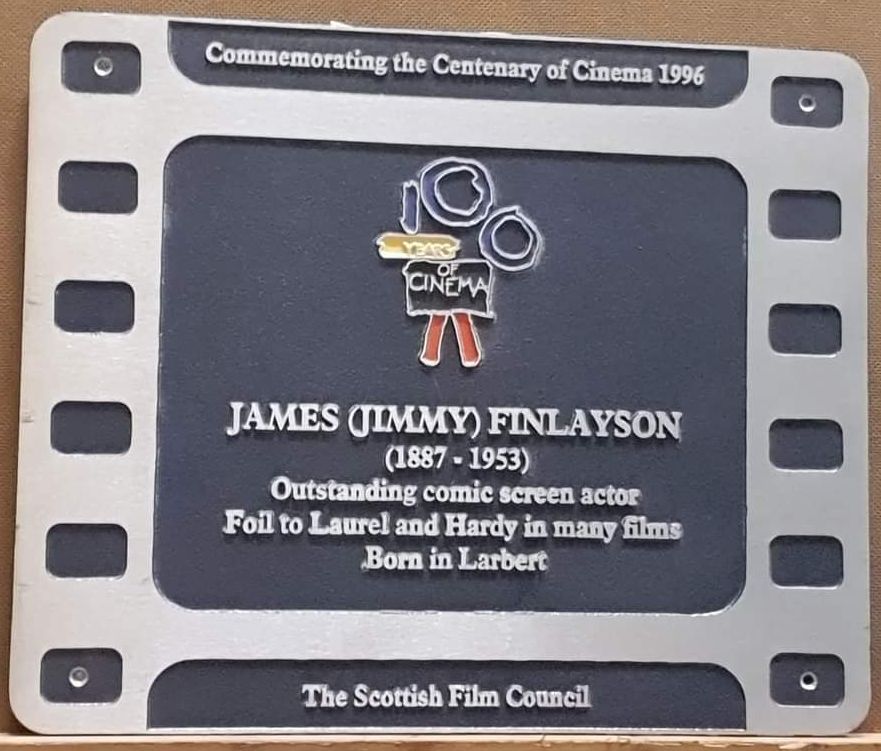 Commemorating the Centenary of Cinema 1996
100
YEARS
OF
CINEMA
JAMES (JIMMY) FINLAYSON
(1887 - 1953)
Outstanding comic screen actor
Foil to Laurel and Hardy in many films
Born in Larbert
The Scottish Film Council